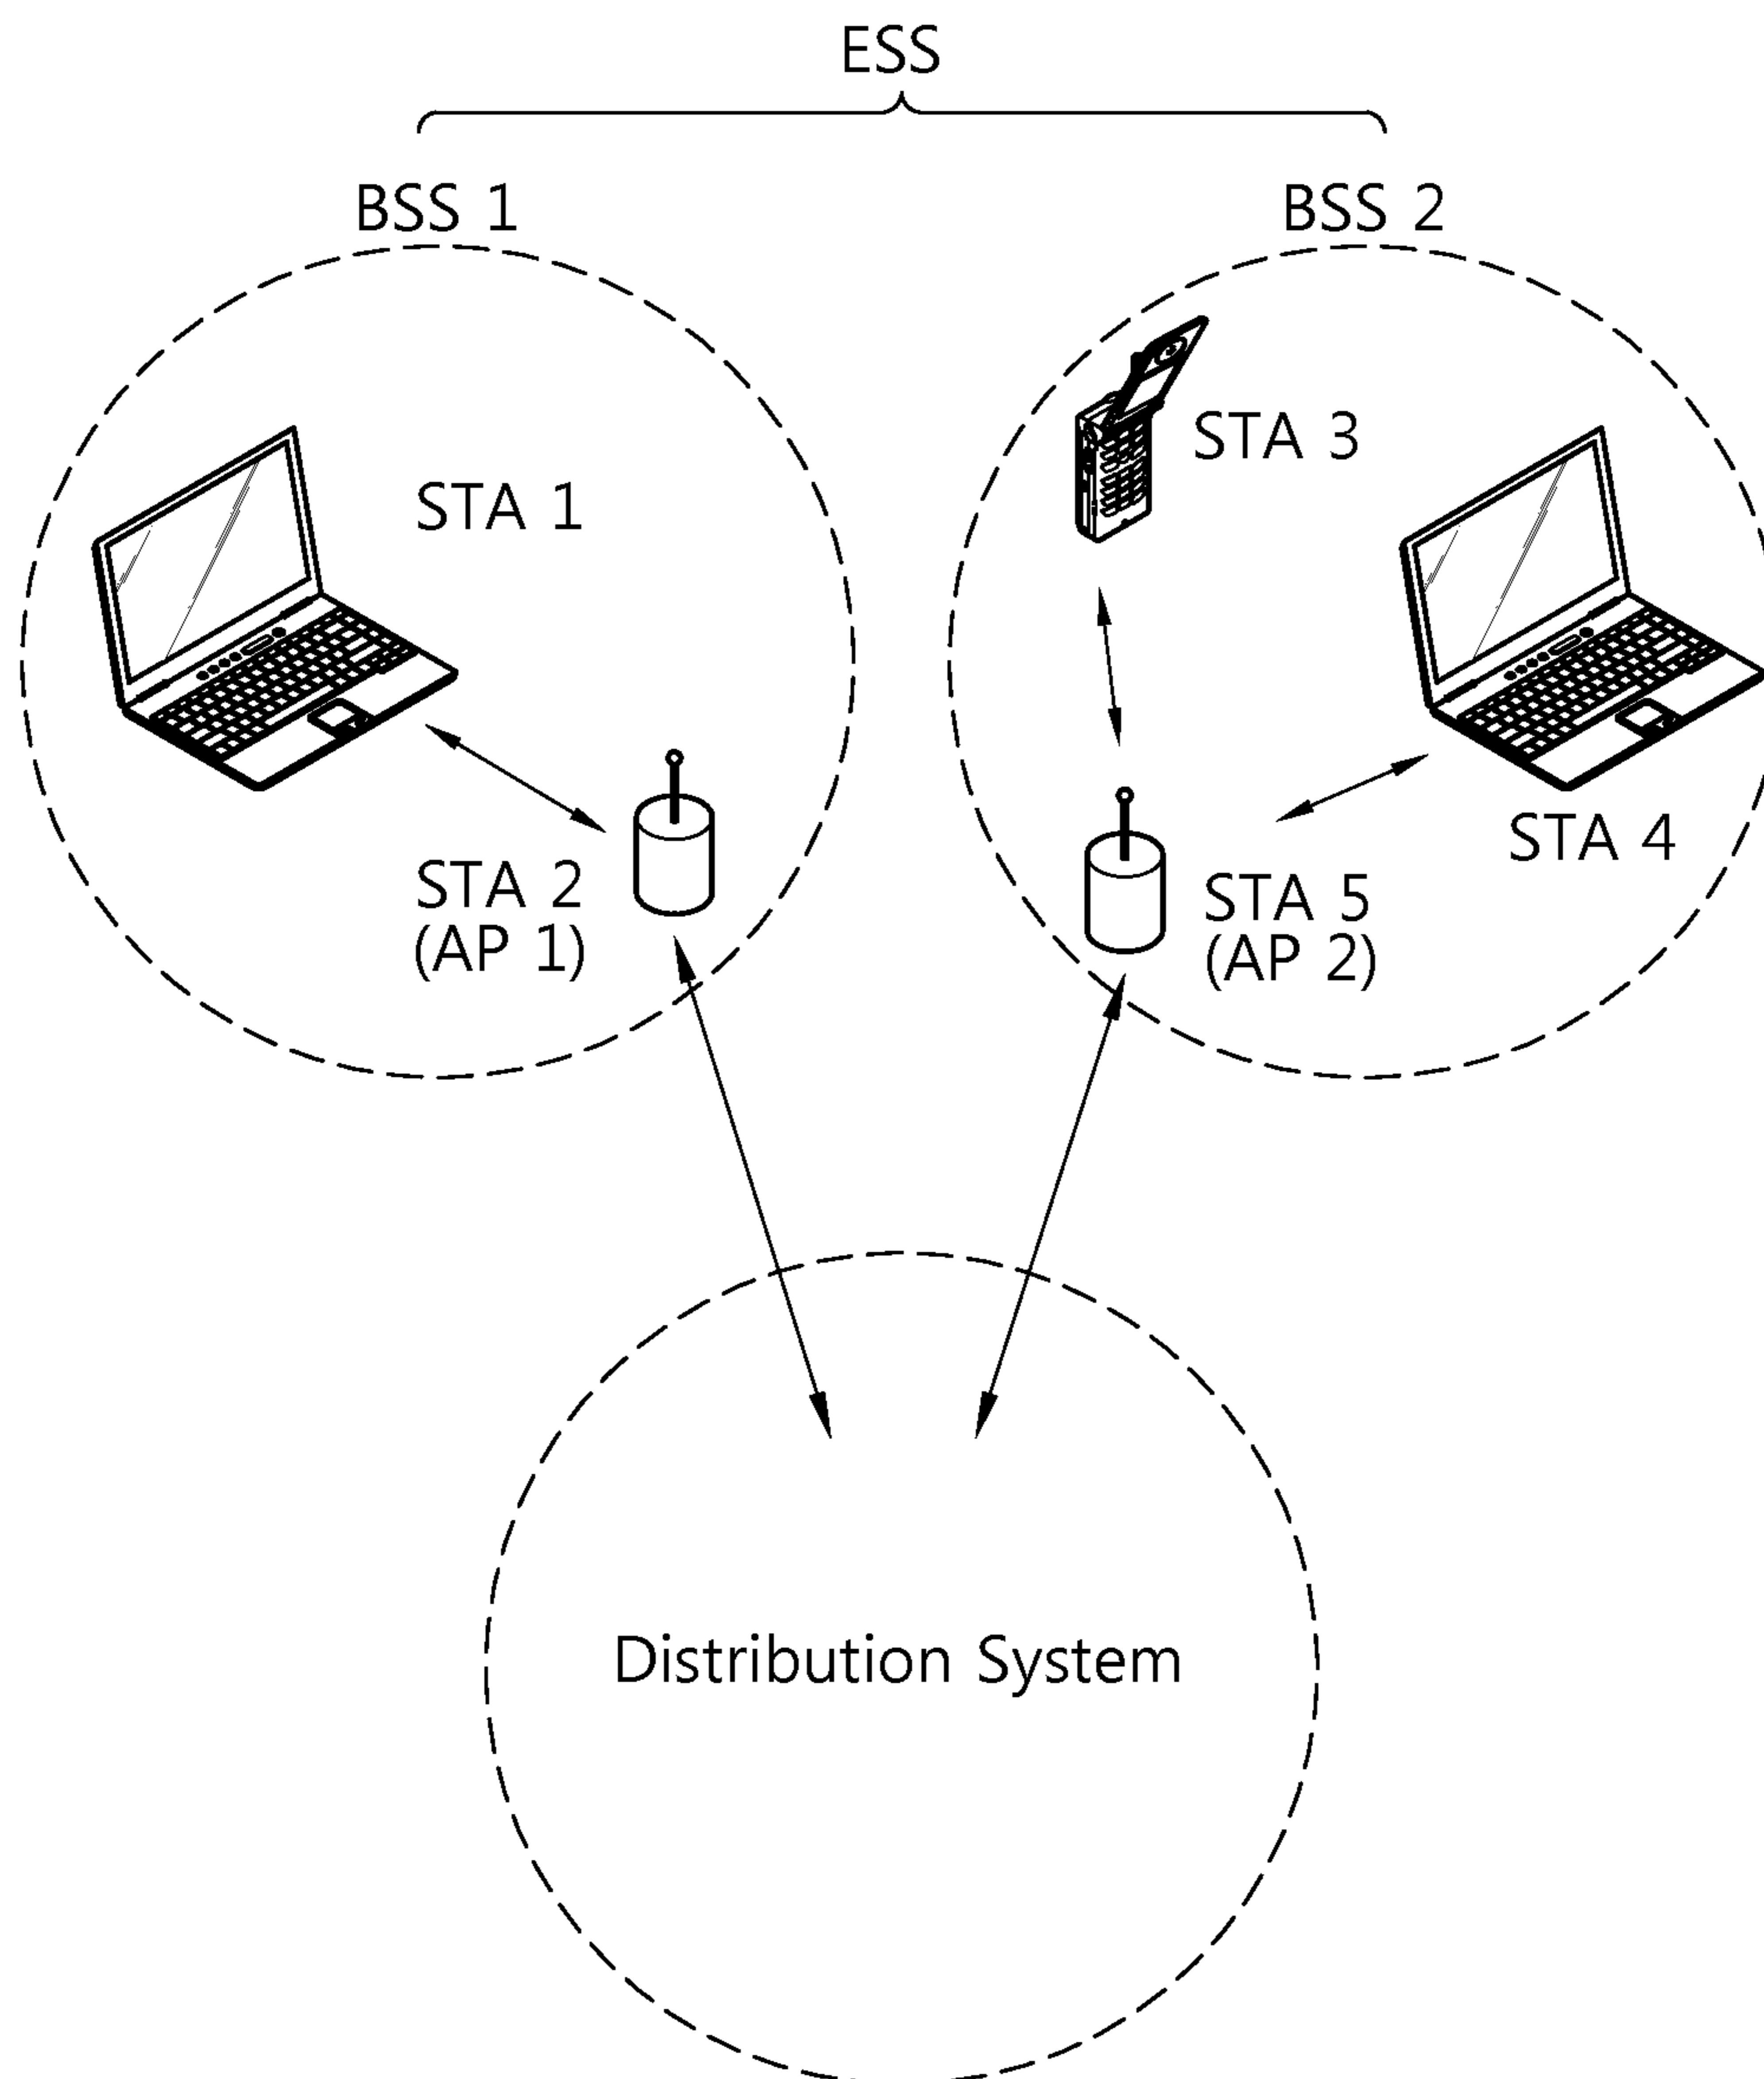 ESS
BSS 1
BSS 2
STA 1
STA 2
(AP 1)
STA 3
STA 4
STA 5
(AP 2)
Distribution System